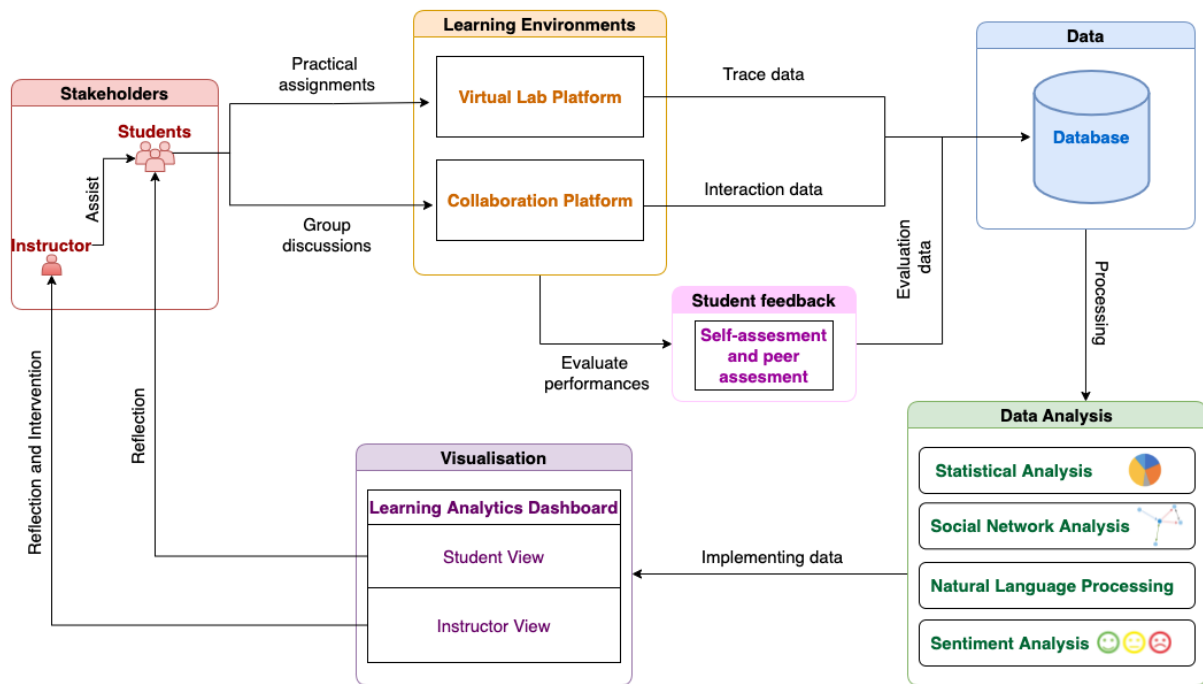 Stakeholders
Students
Assist
Instructor
Practical
assignments
Group
discussions
Learning Environments
Virtual Lab Platform
Collaboration Platform
Trace data
Interaction data
Evaluation
data
Data
Database
Evaluate
performances
Student feedback
Self-assesment
and peer
assesment
Processing
Data Analysis
Statistical Analysis
Social Network Analysis
Natural Language Processing
Sentiment Analysis
Implementing data
Visualisation
Learning Analytics Dashboard
Student View
Instructor View
Reflection
Reflection and Intervention